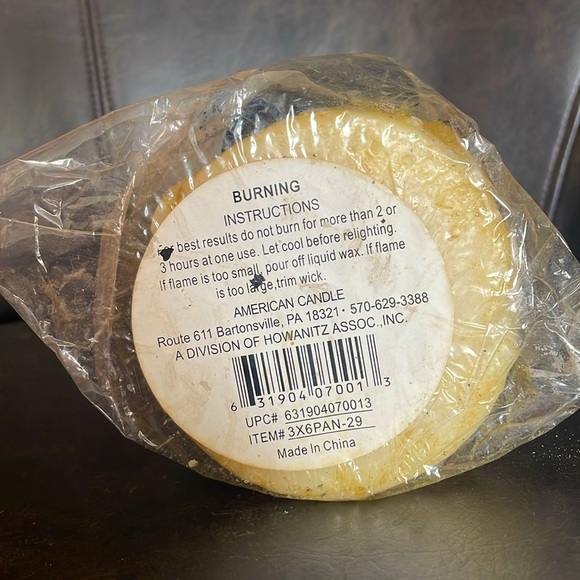 BURNING
INSTRUCTIONS
best results do not burn for more than 2 or
3 hours at one use. Let cool before relighting.
If flame is too small, pour off liquid wax. If flame
is too large, trim wick.
AMERICAN CANDLE
Route 611 Bartonsville, PA 18321 · 570-629-3388
A DIVISION OF HOWANITZ ASSOC., INC.
6 31904 07001 3
UPC# 631904070013
ITEM# 3X6PAN-29
Made In China